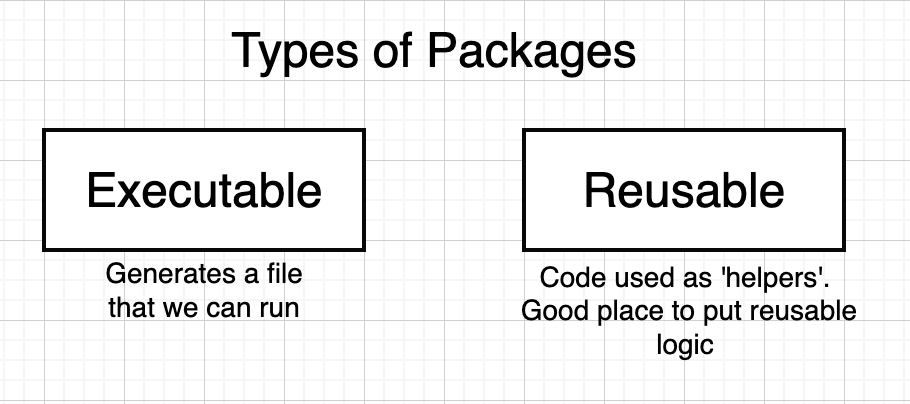 Types of Packages
Executable
Generates a file
that we can run
Reusable
Code used as 'helpers'.
Good place to put reusable
logic